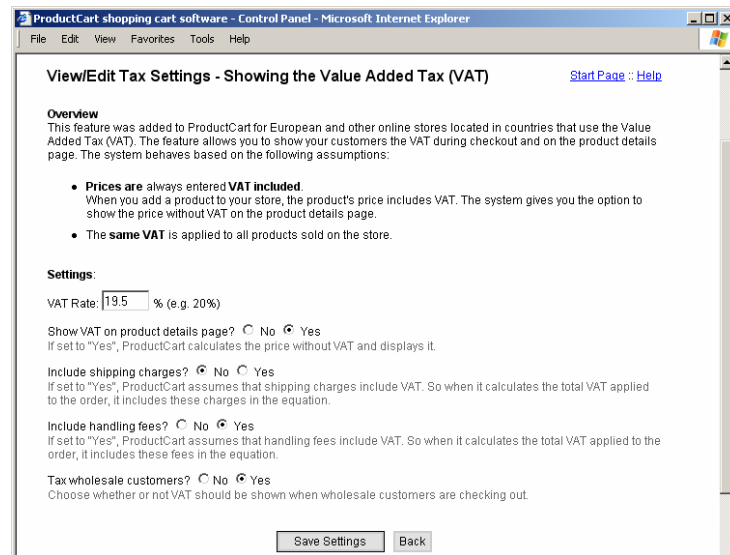 ProductCart shopping cart software - Control Panel - Microsoft Internet Explorer
File Edit View Favorites Tools Help
View/Edit Tax Settings - Showing the Value Added Tax (VAT) Start Page :: Help
Overview
This feature was added to ProductCart for European and other online stores located in countries that use the Value
Added Tax (VAT). The feature allows you to show your customers the VAT during checkout and on the product details
page. The system behaves based on the following assumptions:
• Prices are always entered VAT included.
When you add a product to your store, the product's price includes VAT. The system gives you the option to
show the price without VAT on the product details page.
• The same VAT is applied to all products sold on the store.
Settings:
VAT Rate: 19.5 % (e.g. 20%)
Show VAT on product details page? No Yes
If set to "Yes", ProductCart calculates the price without VAT and displays it.
Include shipping charges? No Yes
If set to "Yes", ProductCart assumes that shipping charges include VAT. So when it calculates the total VAT applied
to the order, it includes these charges in the equation.
Include handling fees? No Yes
If set to "Yes", ProductCart assumes that handling fees include VAT. So when it calculates the total VAT applied to the
order, it includes these fees in the equation.
Tax wholesale customers? No Yes
Choose whether or not VAT should be shown when wholesale customers are checking out.
Save Settings Back